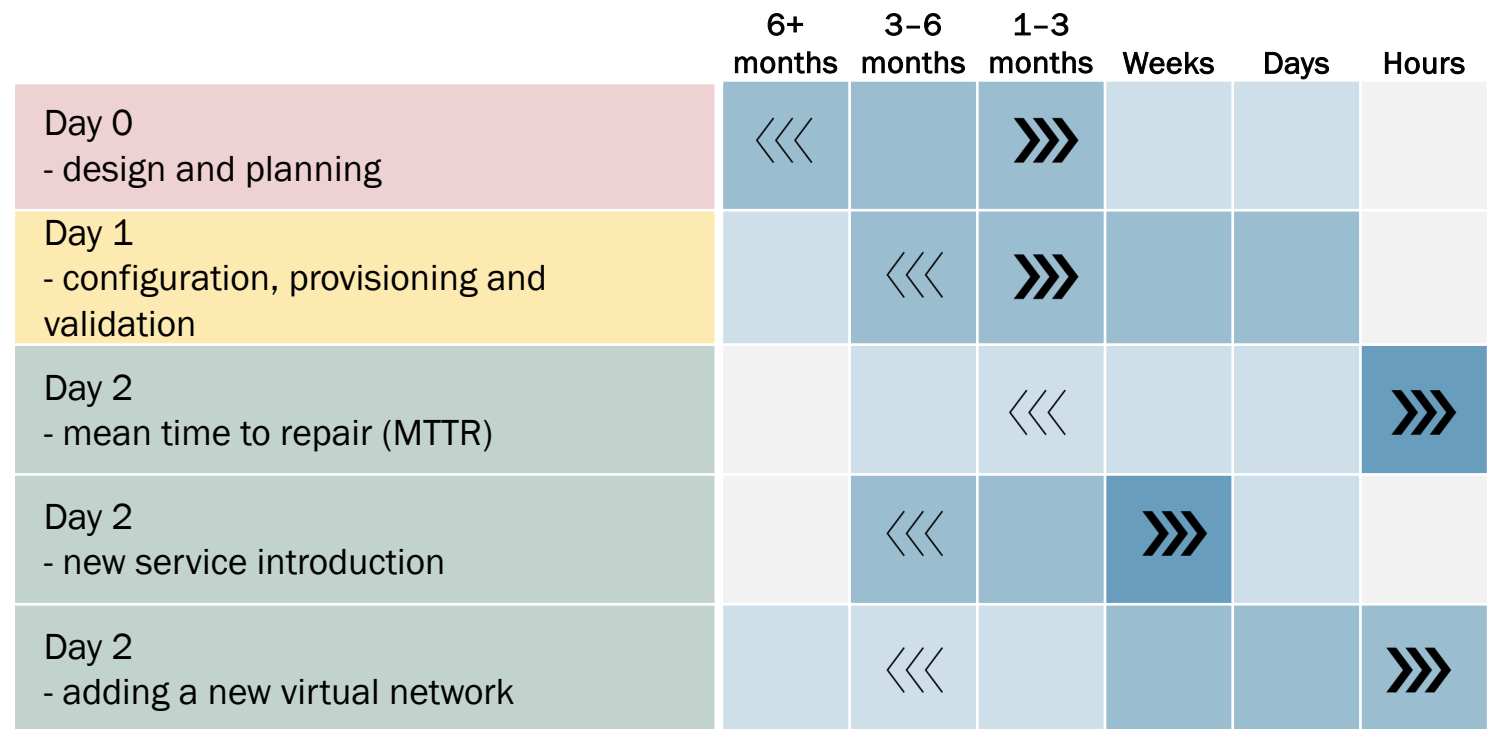 6+
months
3–6
months
1–3
months
Weeks
Days
Hours
Day 0
- design and planning
Day 1
- configuration, provisioning and
validation
Day 2
- mean time to repair (MTTR)
Day 2
- new service introduction
Day 2
- adding a new virtual network